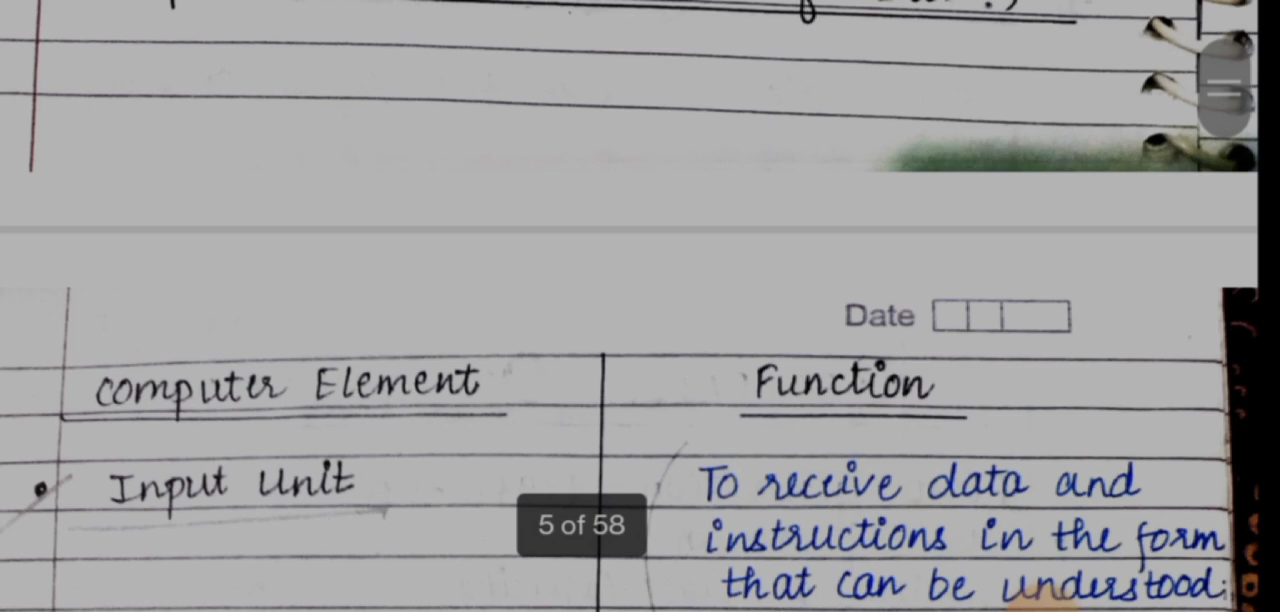 Date
Computer Element Function
Input Unit To receive data and
5 of 58
instructions in the form
that can be understood